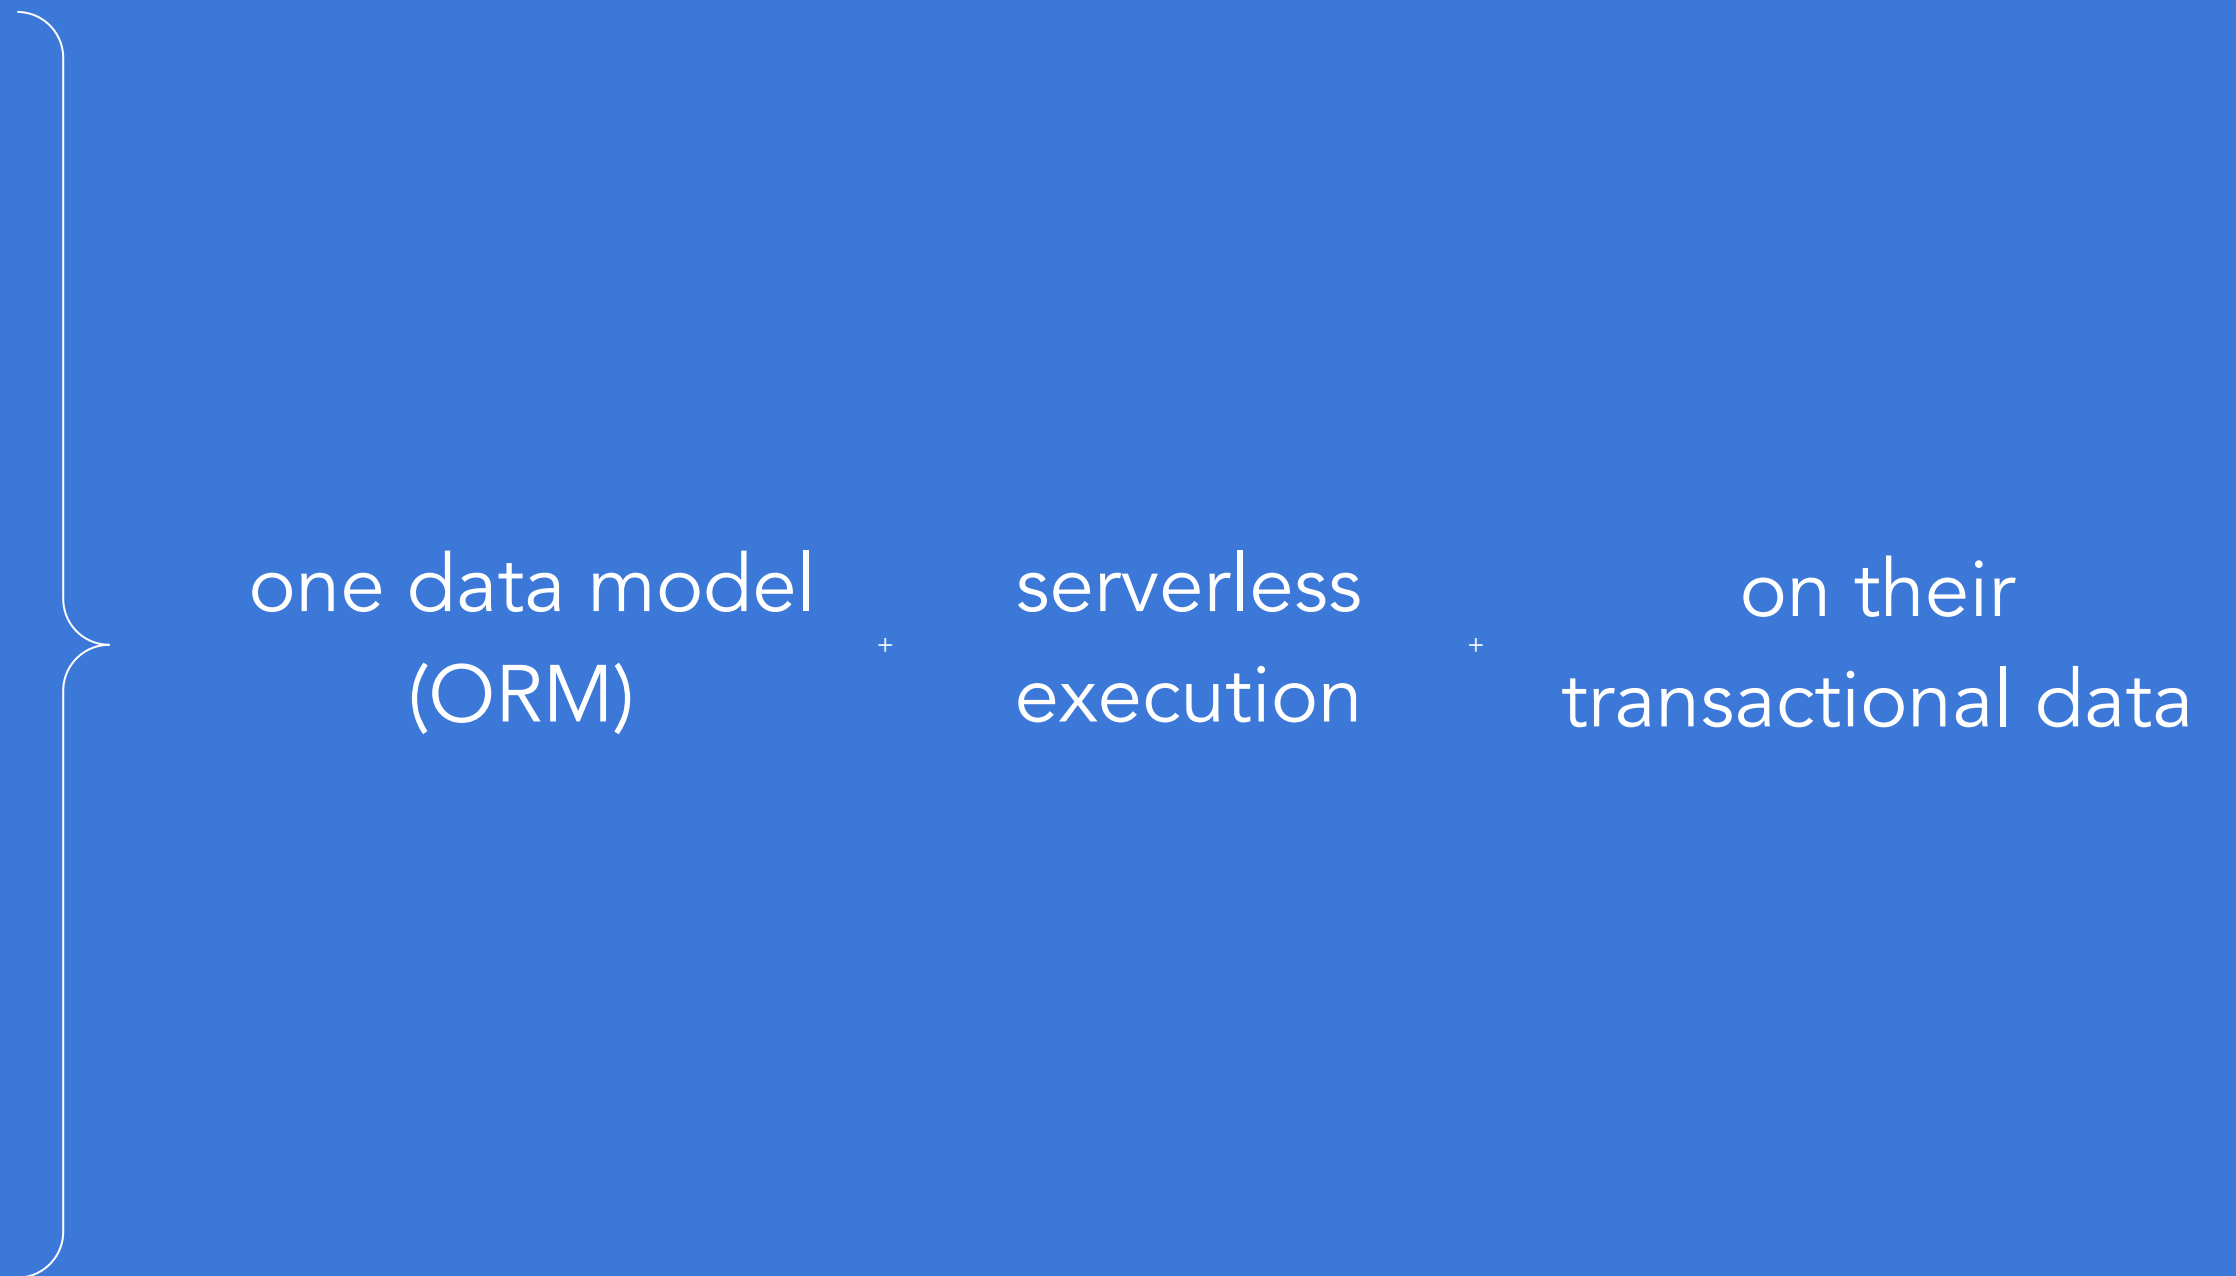 one data model
(ORM)
+
serverless
execution
+
on their
transactional data